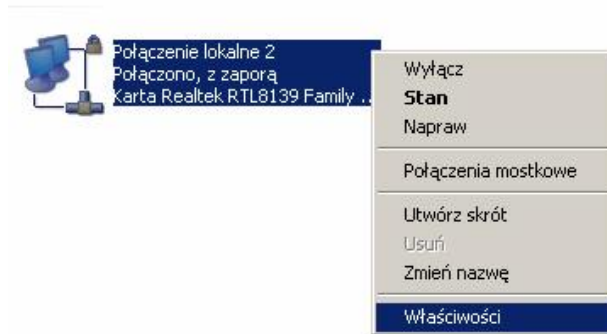 Połączenie lokalne 2
Połączono, z zaporą
Karta Realtek RTL8139 Family ...
Wyłącz
Stan
Napraw
Połączenia mostkowe
Utwórz skrót
Usuń
Zmień nazwę
Właściwości